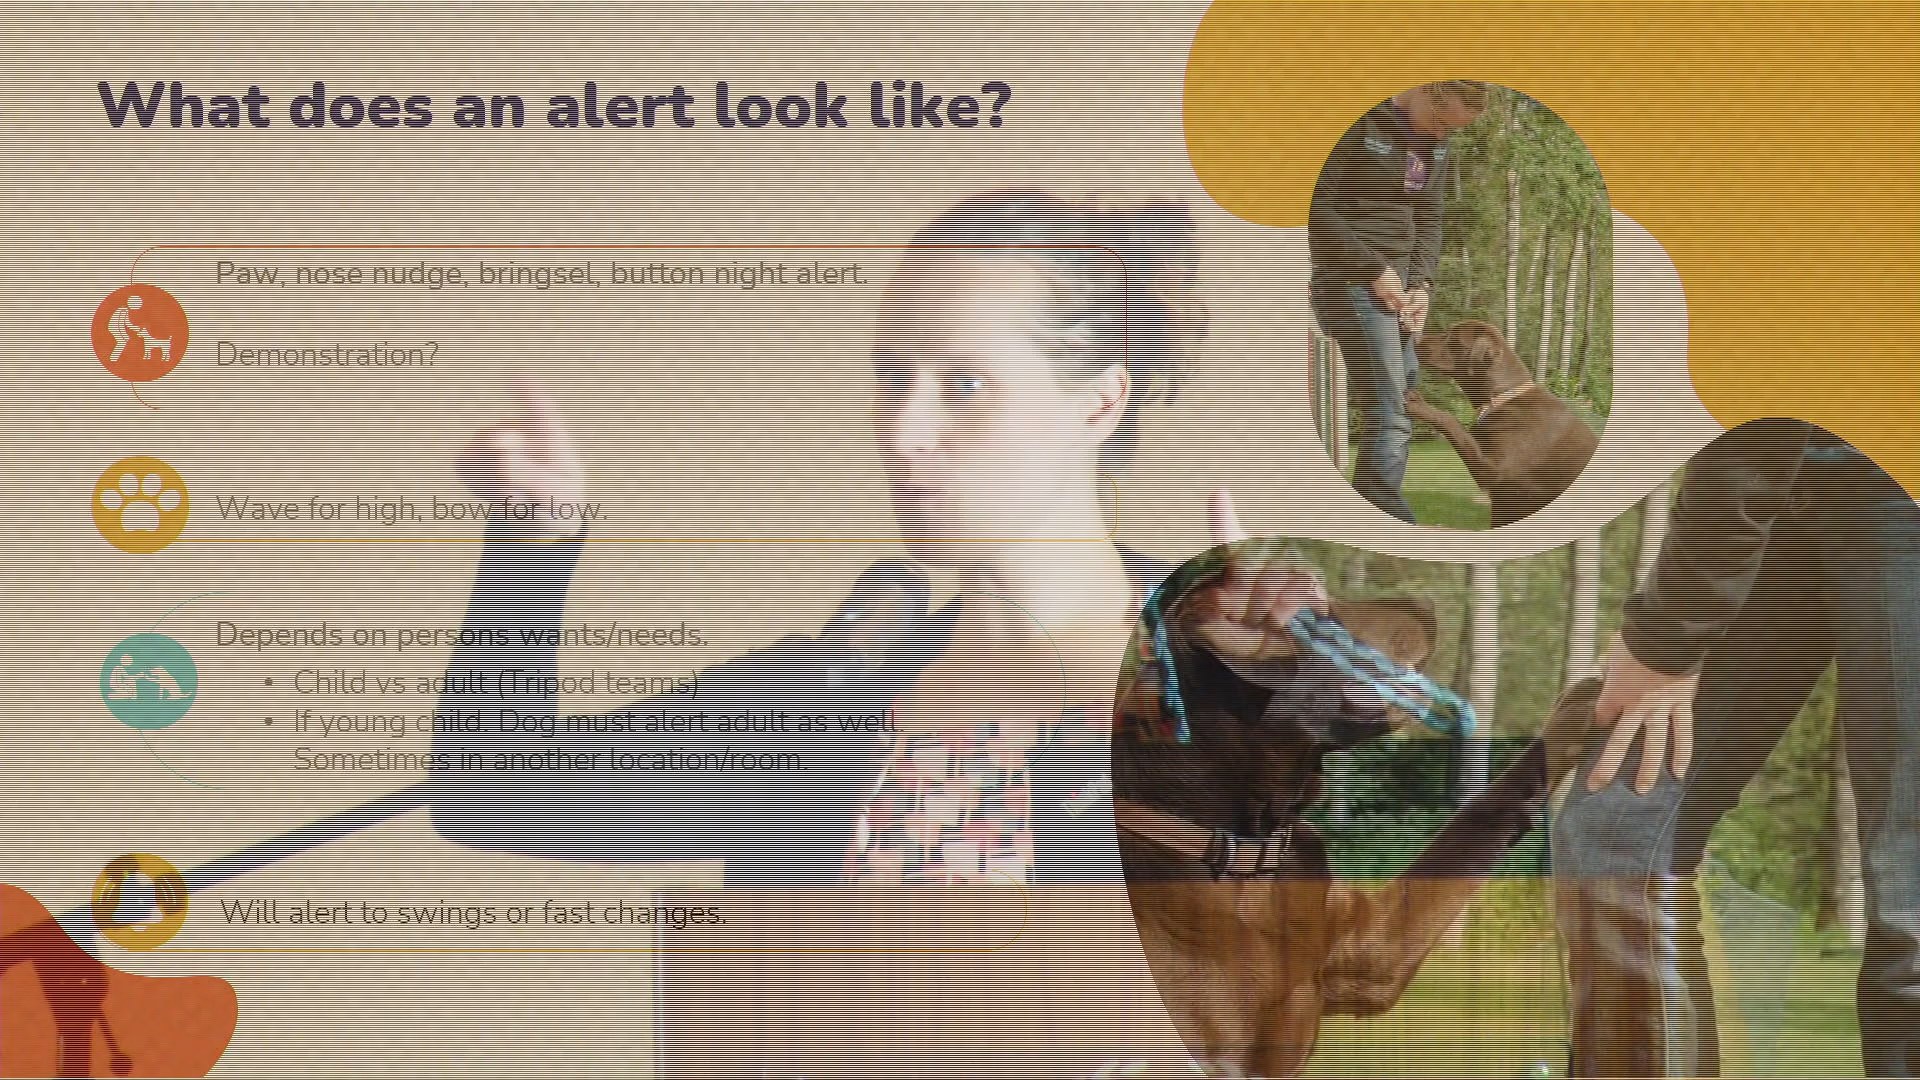 What does an alert look like?
Paw, nose nudge, bringsel, button night alert.
Demonstration?
Wave for high, bow for low.
Depends on persons wants/needs.
• Child vs adult (Tripod teams)
• If young child. Dog must alert adult as well.
Sometimes in another location/room.
Will alert to swings or fast changes.